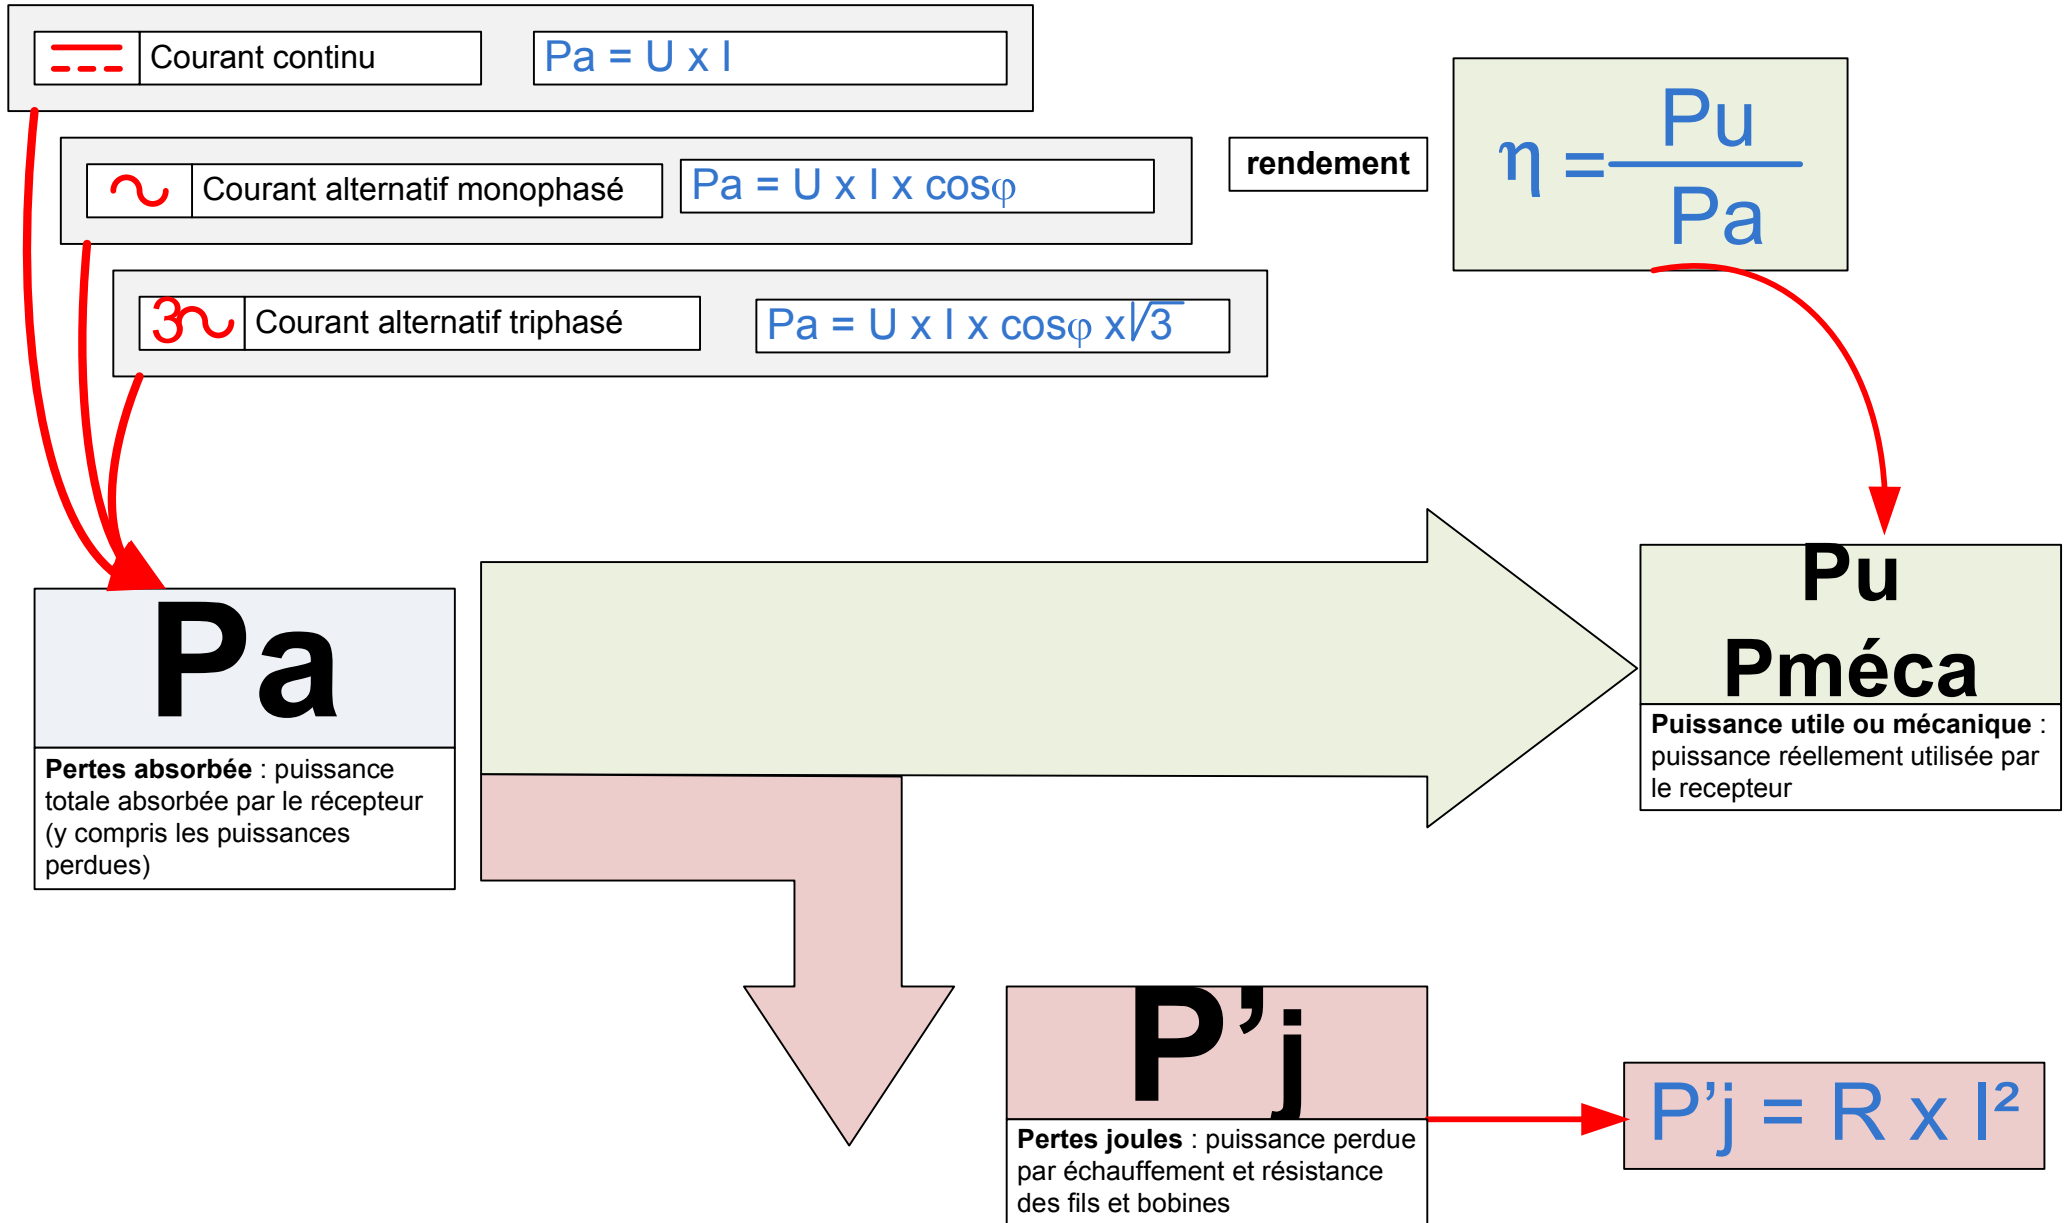 Courant continu
Pa = U x I
Courant alternatif monophasé
Pa = U x I x cosφ
3 Courant alternatif triphasé
Pa = U x I x cosφ x√3
rendement
η = Pu
Pa
Pa
Pertes absorbée : puissance
totale absorbée par le récepteur
(y compris les puissances
perdues)
Pu
Pméca
Puissance utile ou mécanique :
puissance réellement utilisée par
le recepteur
P’j
Pertes joules : puissance perdue
par échauffement et résistance
des fils et bobines
P’j = R x I²